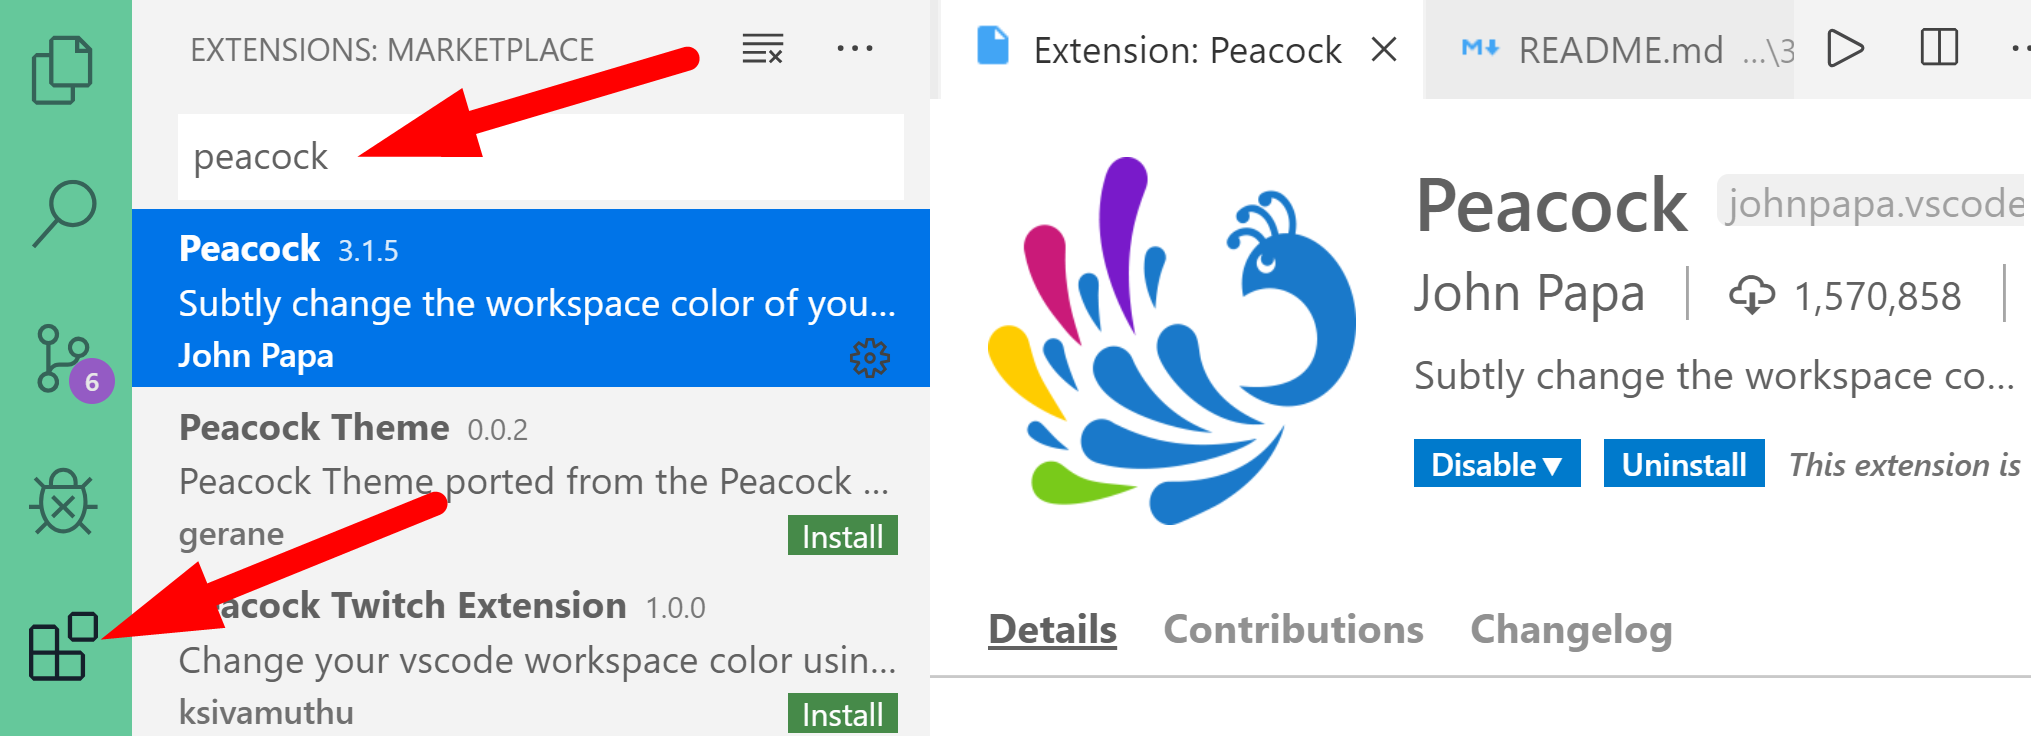 EXTENSIONS: MARKETPLACE
peacock
Peacock 3.1.5
Subtly change the workspace color of you...
John Papa
6
Peacock Theme 0.0.2
Peacock Theme ported from the Peacock ...
gerane
Install
acock Twitch Extension 1.0.0
Change your vscode workspace color usin...
ksivamuthu
Install
Extension: Peacock
README.md ...\3
Peacock johnpapa.vscode
John Papa 1,570,858
Subtly change the workspace co...
Disable Uninstall This extension is
Details Contributions Changelog